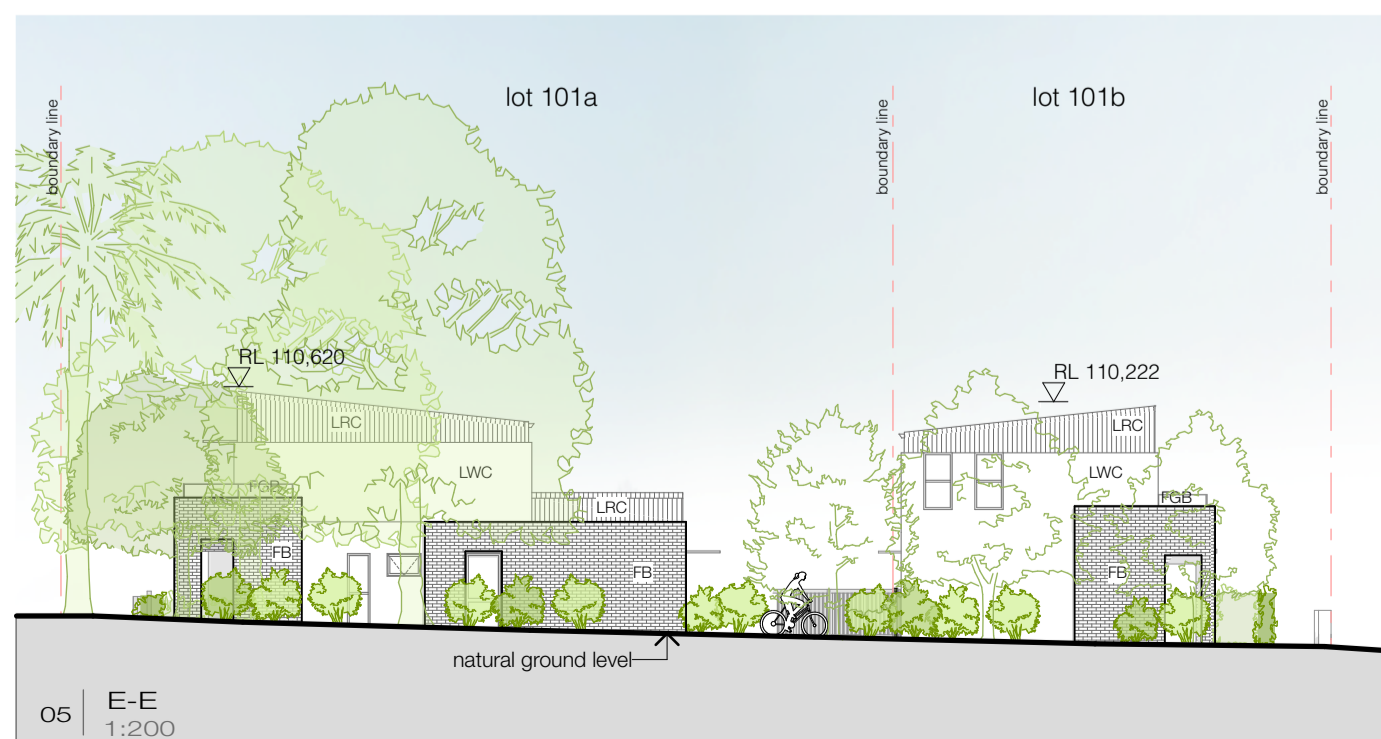 lot 101a
lot 101b
boundary line
boundary line
boundary line
RL 110,620
RL 110,222
LRC
LRC
LWC
LWC
FGB
FGB
LRC
FB
FB
FB
natural ground level
05
E-E
1:200